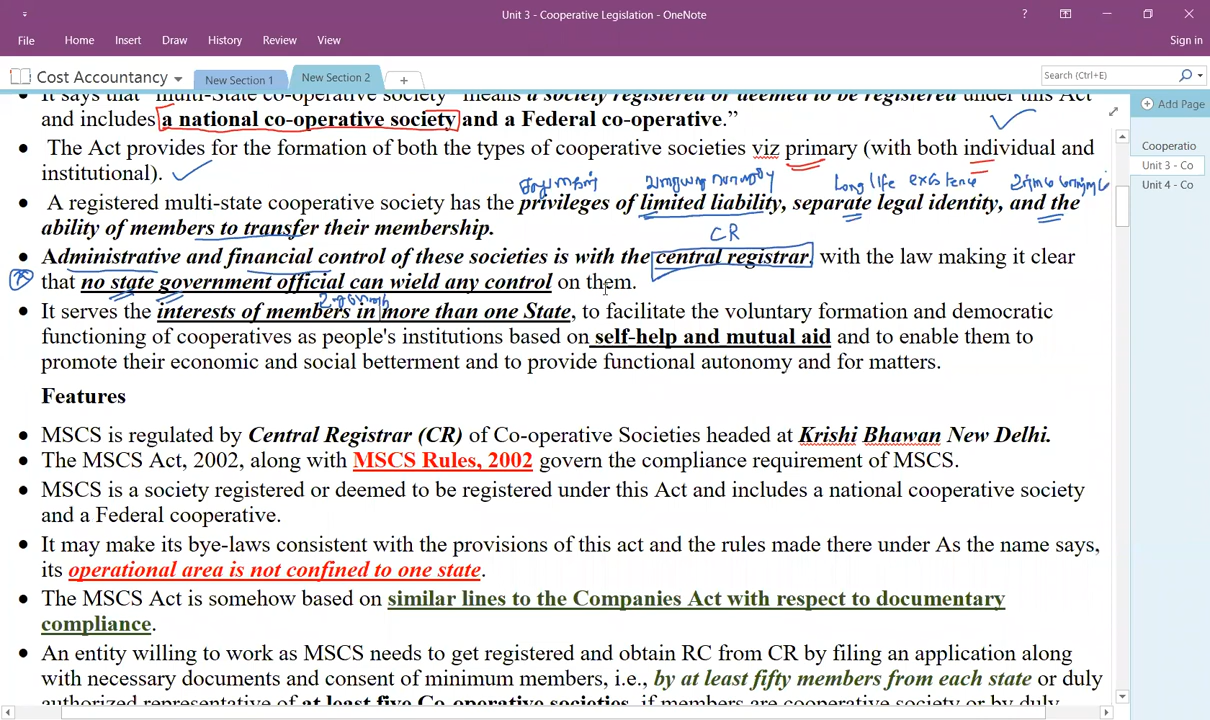 Unit 3 - Cooperative Legislation - OneNote
File Home Insert Draw History Review View
Sign in
Cost Accountancy New Section 1 New Section 2
Search (Ctrl+E)
Add Page
Cooperatio
Unit 3 - Co
Unit 4 - Co
• It says that "multi-State co-operative society" means a society registered or deemed to be registered under this Act
and includes a national co-operative society and a Federal co-operative."
• The Act provides for the formation of both the types of cooperative societies viz primary (with both individual and
institutional).
Long life existence
• A registered multi-state cooperative society has the privileges of limited liability, separate legal identity, and the
ability of members to transfer their membership.
CR
• Administrative and financial control of these societies is with the central registrar, with the law making it clear
that no state government official can wield any control on them.
• It serves the interests of members in more than one State, to facilitate the voluntary formation and democratic
functioning of cooperatives as people's institutions based on self-help and mutual aid and to enable them to
promote their economic and social betterment and to provide functional autonomy and for matters.
Features
• MSCS is regulated by Central Registrar (CR) of Co-operative Societies headed at Krishi Bhawan New Delhi.
• The MSCS Act, 2002, along with MSCS Rules, 2002 govern the compliance requirement of MSCS.
• MSCS is a society registered or deemed to be registered under this Act and includes a national cooperative society
and a Federal cooperative.
• It may make its bye-laws consistent with the provisions of this act and the rules made there under As the name says,
its operational area is not confined to one state.
• The MSCS Act is somehow based on similar lines to the Companies Act with respect to documentary
compliance.
• An entity willing to work as MSCS needs to get registered and obtain RC from CR by filing an application along
with necessary documents and consent of minimum members, i.e., by at least fifty members from each state or duly
authorized representative of at least five Co-operative societies, if members are cooperative society or by duly